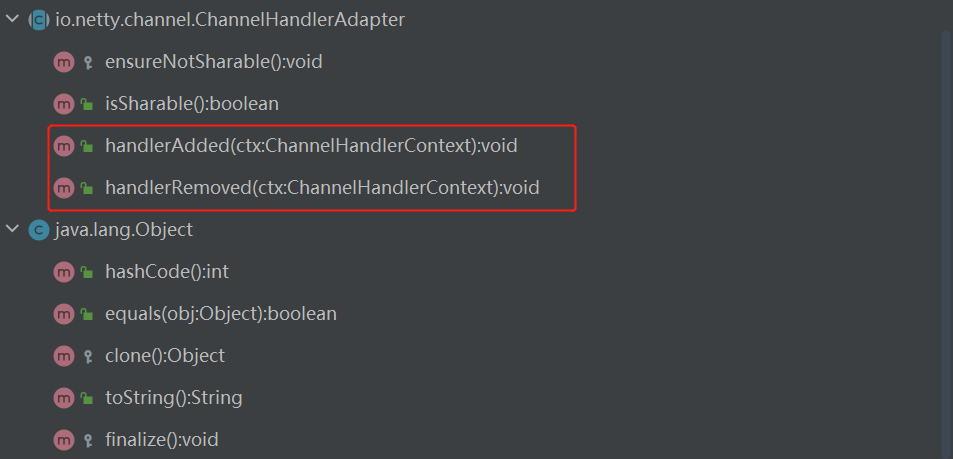 io.netty.channel.ChannelHandlerAdapter
ensureNotSharable():void
isSharable():boolean
handlerAdded(ctx:ChannelHandlerContext):void
handlerRemoved(ctx:ChannelHandlerContext):void
java.lang.Object
hashCode():int
equals(obj:Object):boolean
clone():Object
toString():String
finalize():void